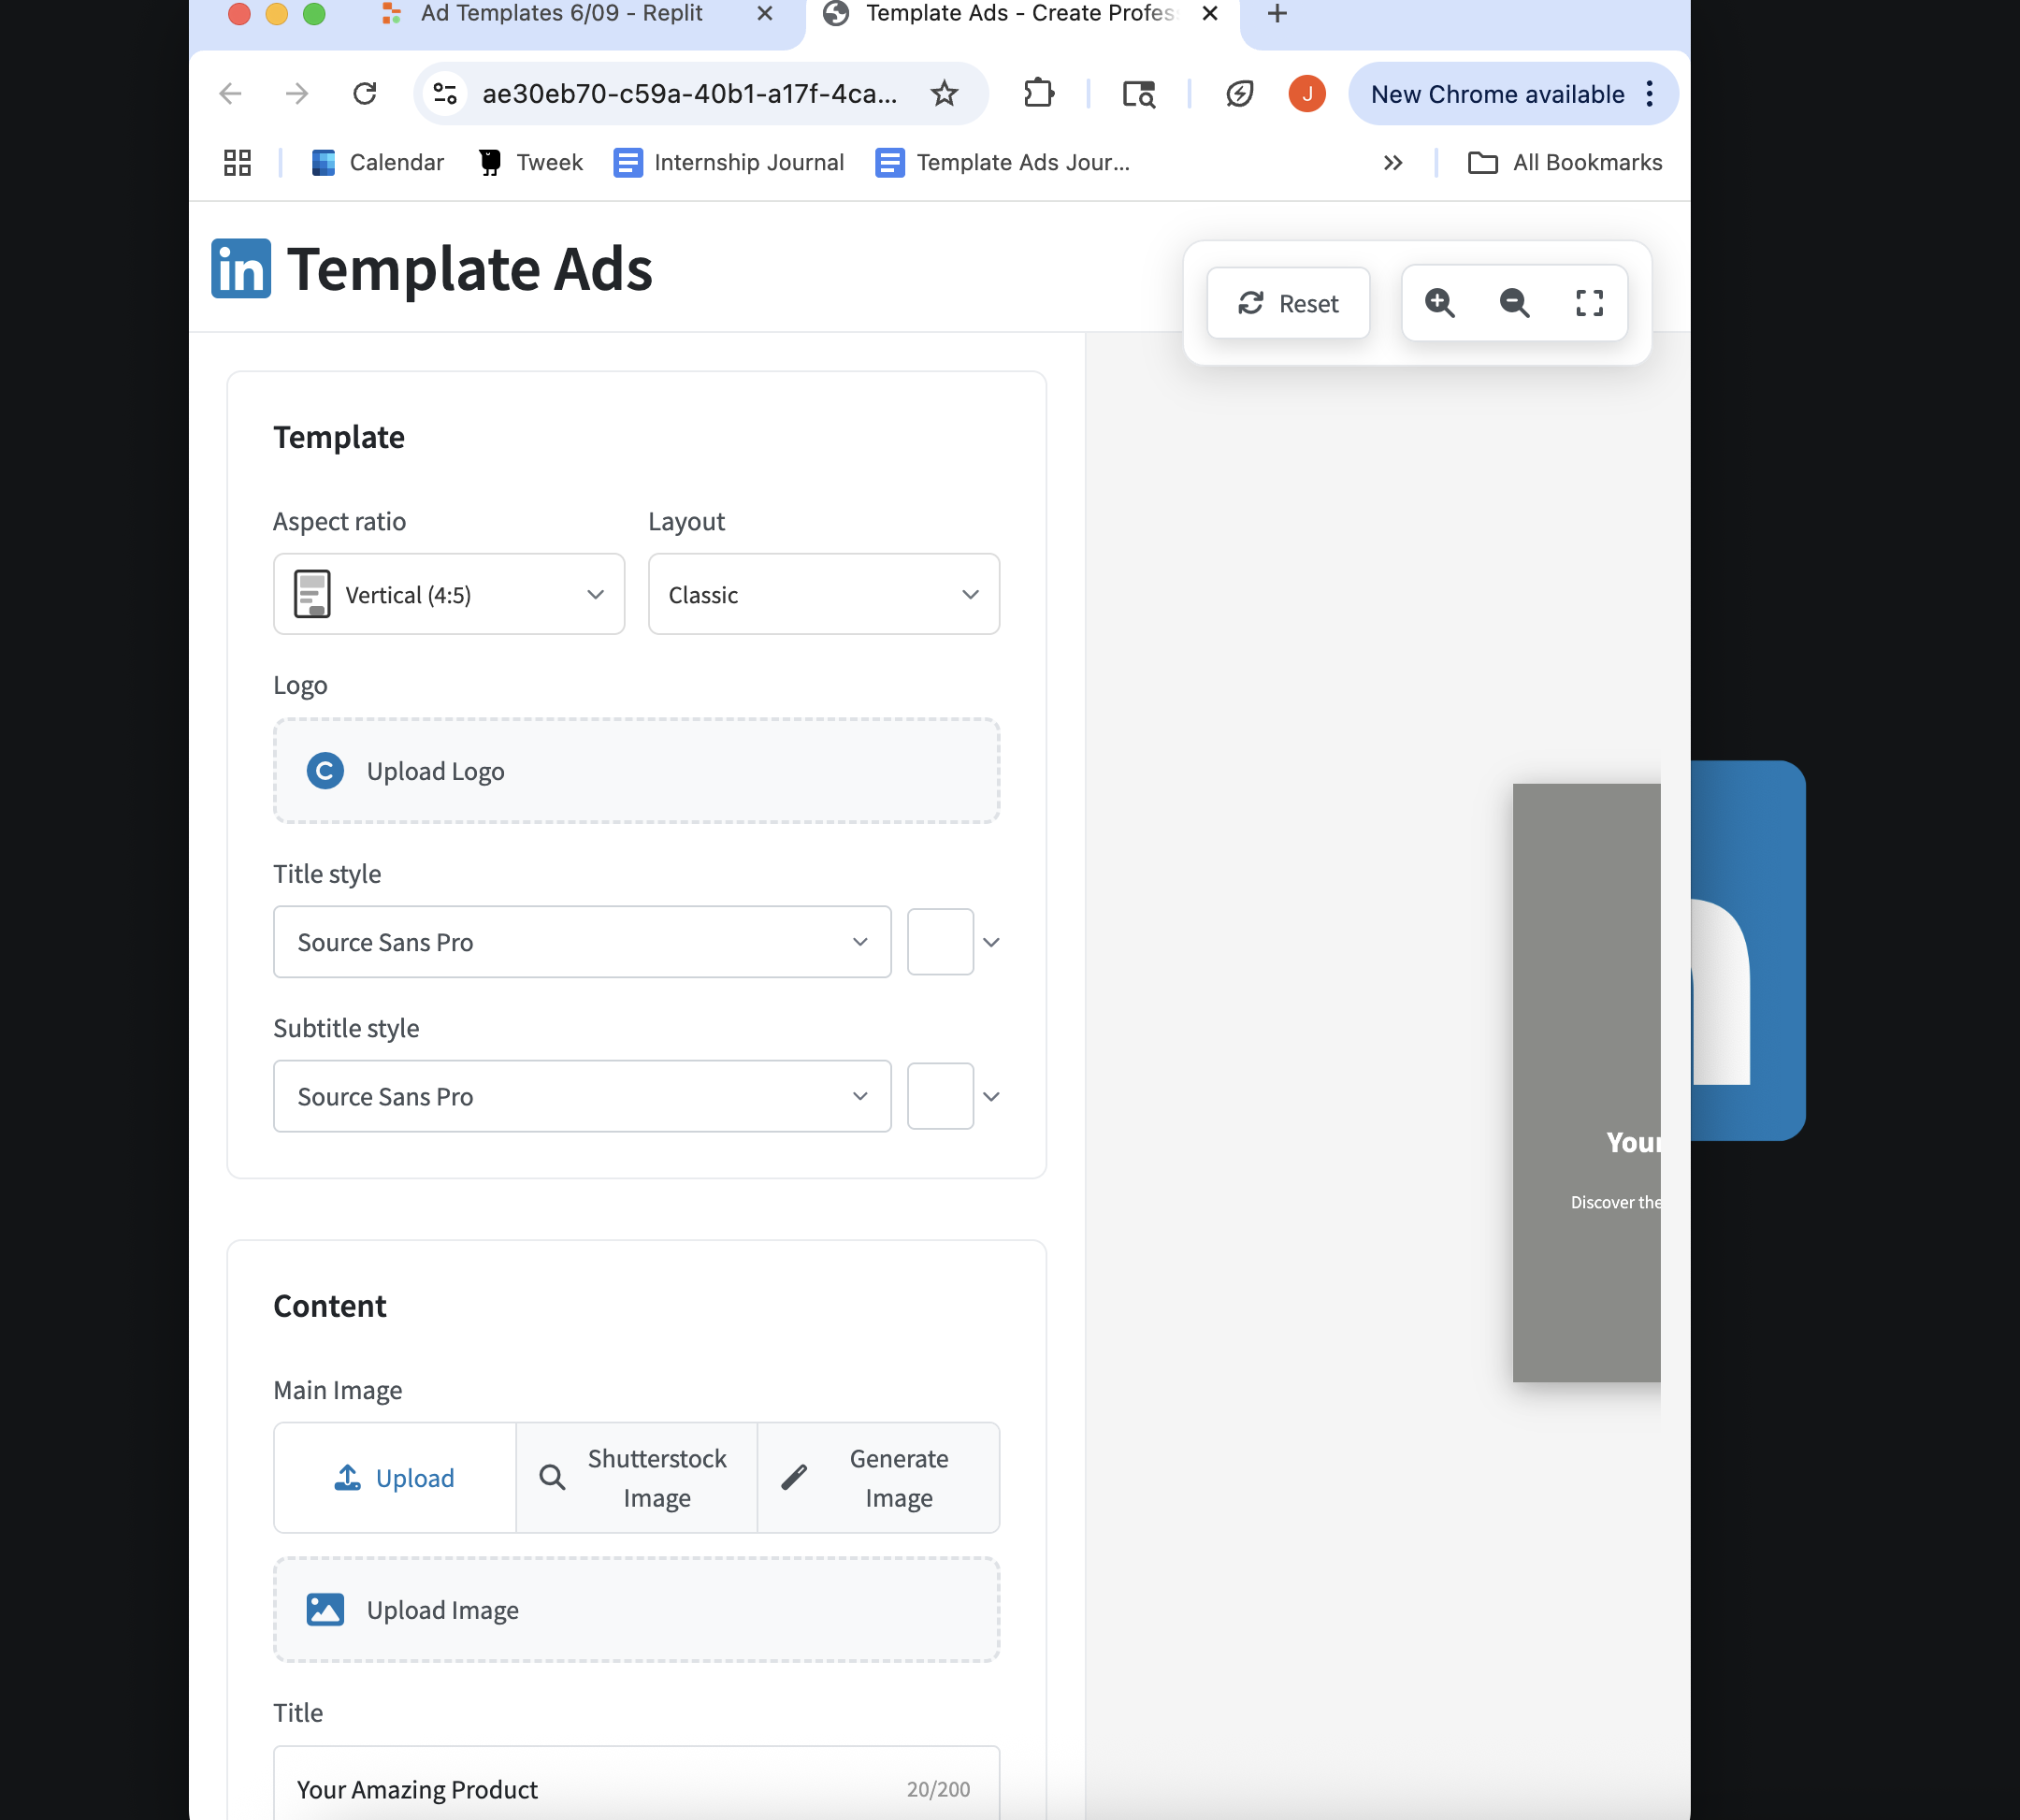 Ad Templates 6/09 - Replit
Template Ads - Create Profes
ae30eb70-c59a-40b1-a17f-4ca...
J
New Chrome available
Calendar
Tweek
Internship Journal
Template Ads Jour...
All Bookmarks
in Template Ads
Reset
Template
Aspect ratio
Layout
Vertical (4:5)
Classic
Logo
C Upload Logo
Title style
Source Sans Pro
Subtitle style
Source Sans Pro
Your
Discover the
Content
Main Image
Upload
Shutterstock
Image
Generate
Image
Upload Image
Title
Your Amazing Product
20/200